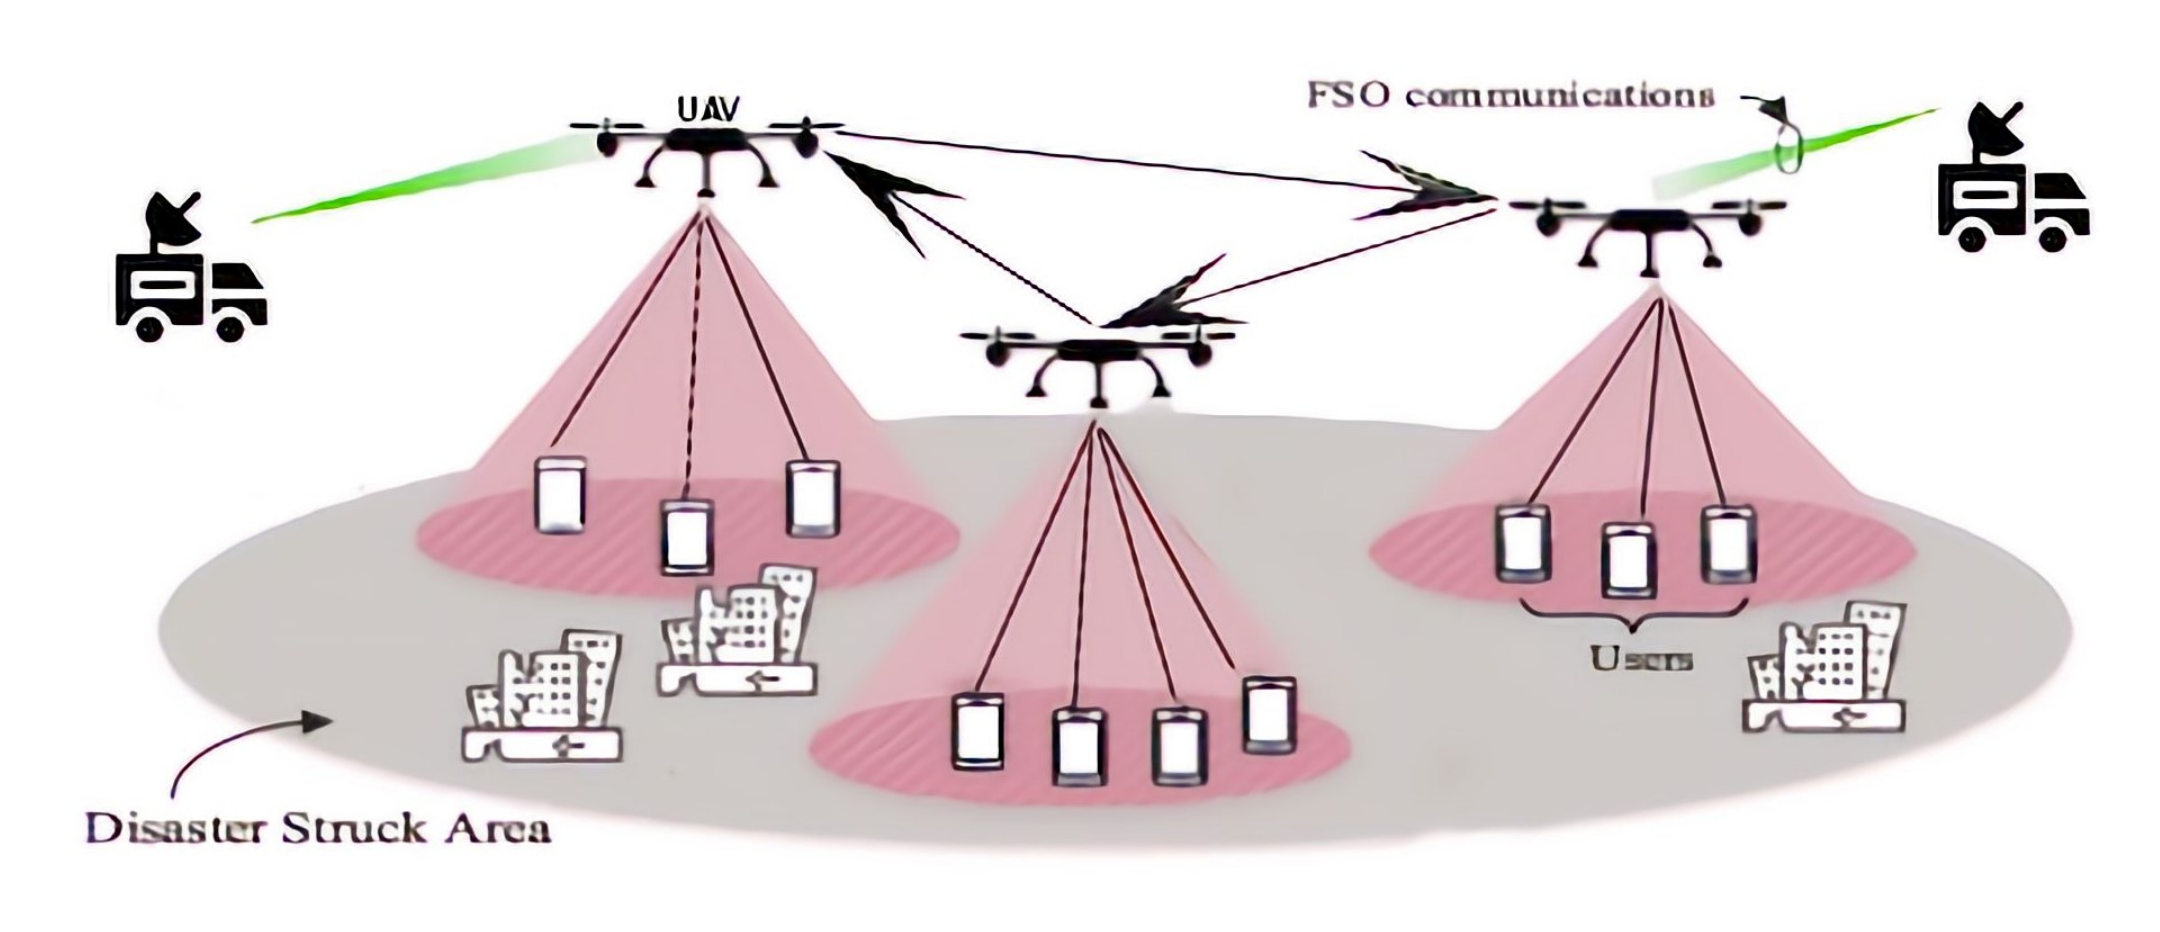 UAV
FSO communications
Users
Disaster Struck Area